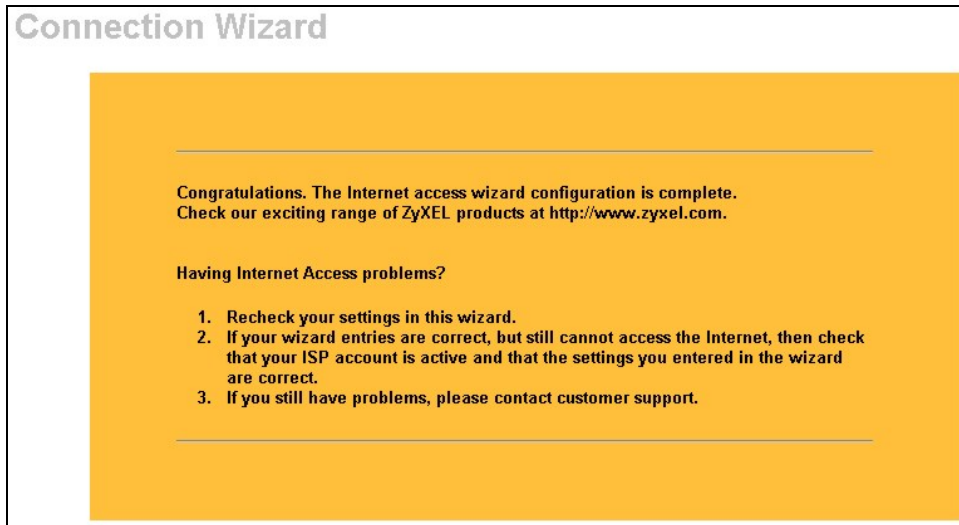 Connection Wizard
Congratulations. The Internet access wizard configuration is complete.
Check our exciting range of ZyXEL products at http://www.zyxel.com.
Having Internet Access problems?
1. Recheck your settings in this wizard.
2. If your wizard entries are correct, but still cannot access the Internet, then check
that your ISP account is active and that the settings you entered in the wizard
are correct.
3. If you still have problems, please contact customer support.